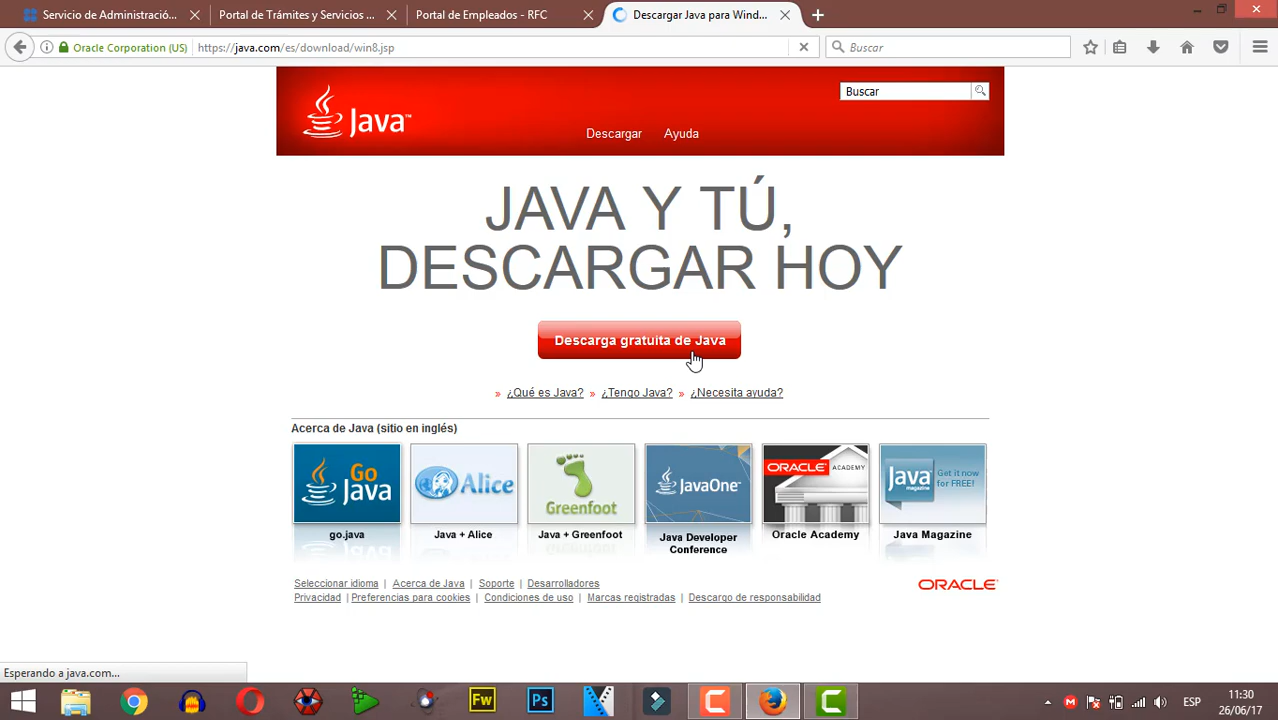 Servicio de Administració...
Portal de Trámites y Servicios ...
Portal de Empleados - RFC
Descargar Java para Wind...
Oracle Corporation (US)
https://java.com/es/download/win8.jsp
Buscar
Java™
Buscar
Descargar
Ayuda
JAVA Y TÚ,
DESCARGAR HOY
Descarga gratuita de Java
» ¿Qué es Java? » ¿Tengo Java? » ¿Necesita ayuda?
Acerca de Java (sitio en inglés)
Go
Java
Alice
Greenfoot
JavaOne™
ORACLE ACADEMY
Java magazine
Get it now
for FREE!
go.java
Java + Alice
Java + Greenfoot
Java Developer
Conference
Oracle Academy
Java Magazine
Seleccionar idioma | Acerca de Java | Soporte | Desarrolladores
Privacidad | Preferencias para cookies | Condiciones de uso | Marcas registradas | Descargo de responsabilidad
ORACLE
Esperando a java.com...
Fw
Ps
ESP
11:30
26/06/17